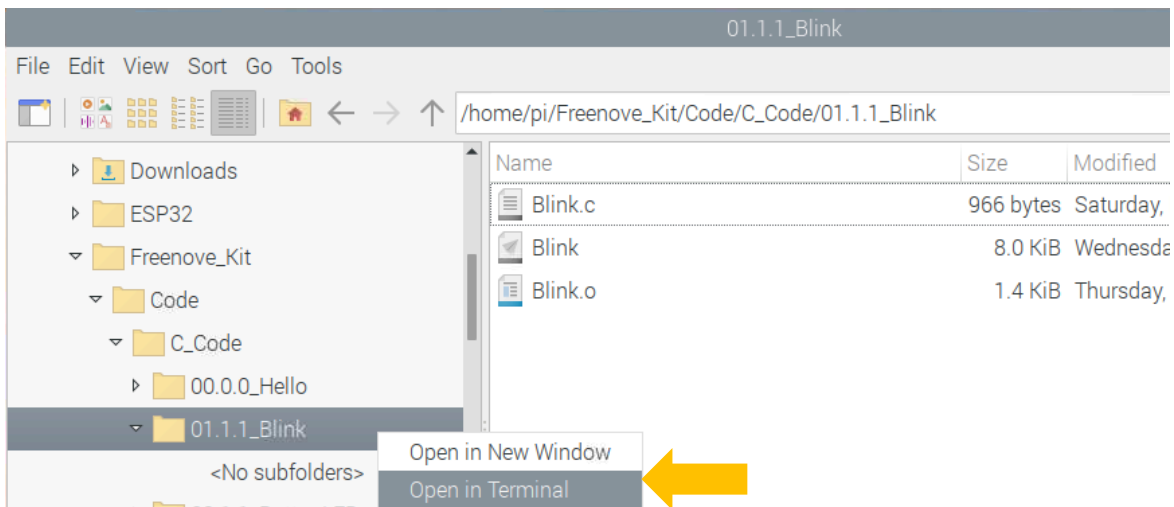 01.1.1_Blink
File Edit View Sort Go Tools
/home/pi/Freenove_Kit/Code/C_Code/01.1.1_Blink
Downloads
ESP32
Freenove_Kit
Code
C_Code
00.0.0_Hello
01.1.1_Blink
<No subfolders>
Name Size Modified
Blink.c 966 bytes Saturday,
Blink 8.0 KiB Wednesda
Blink.o 1.4 KiB Thursday,
Open in New Window
Open in Terminal